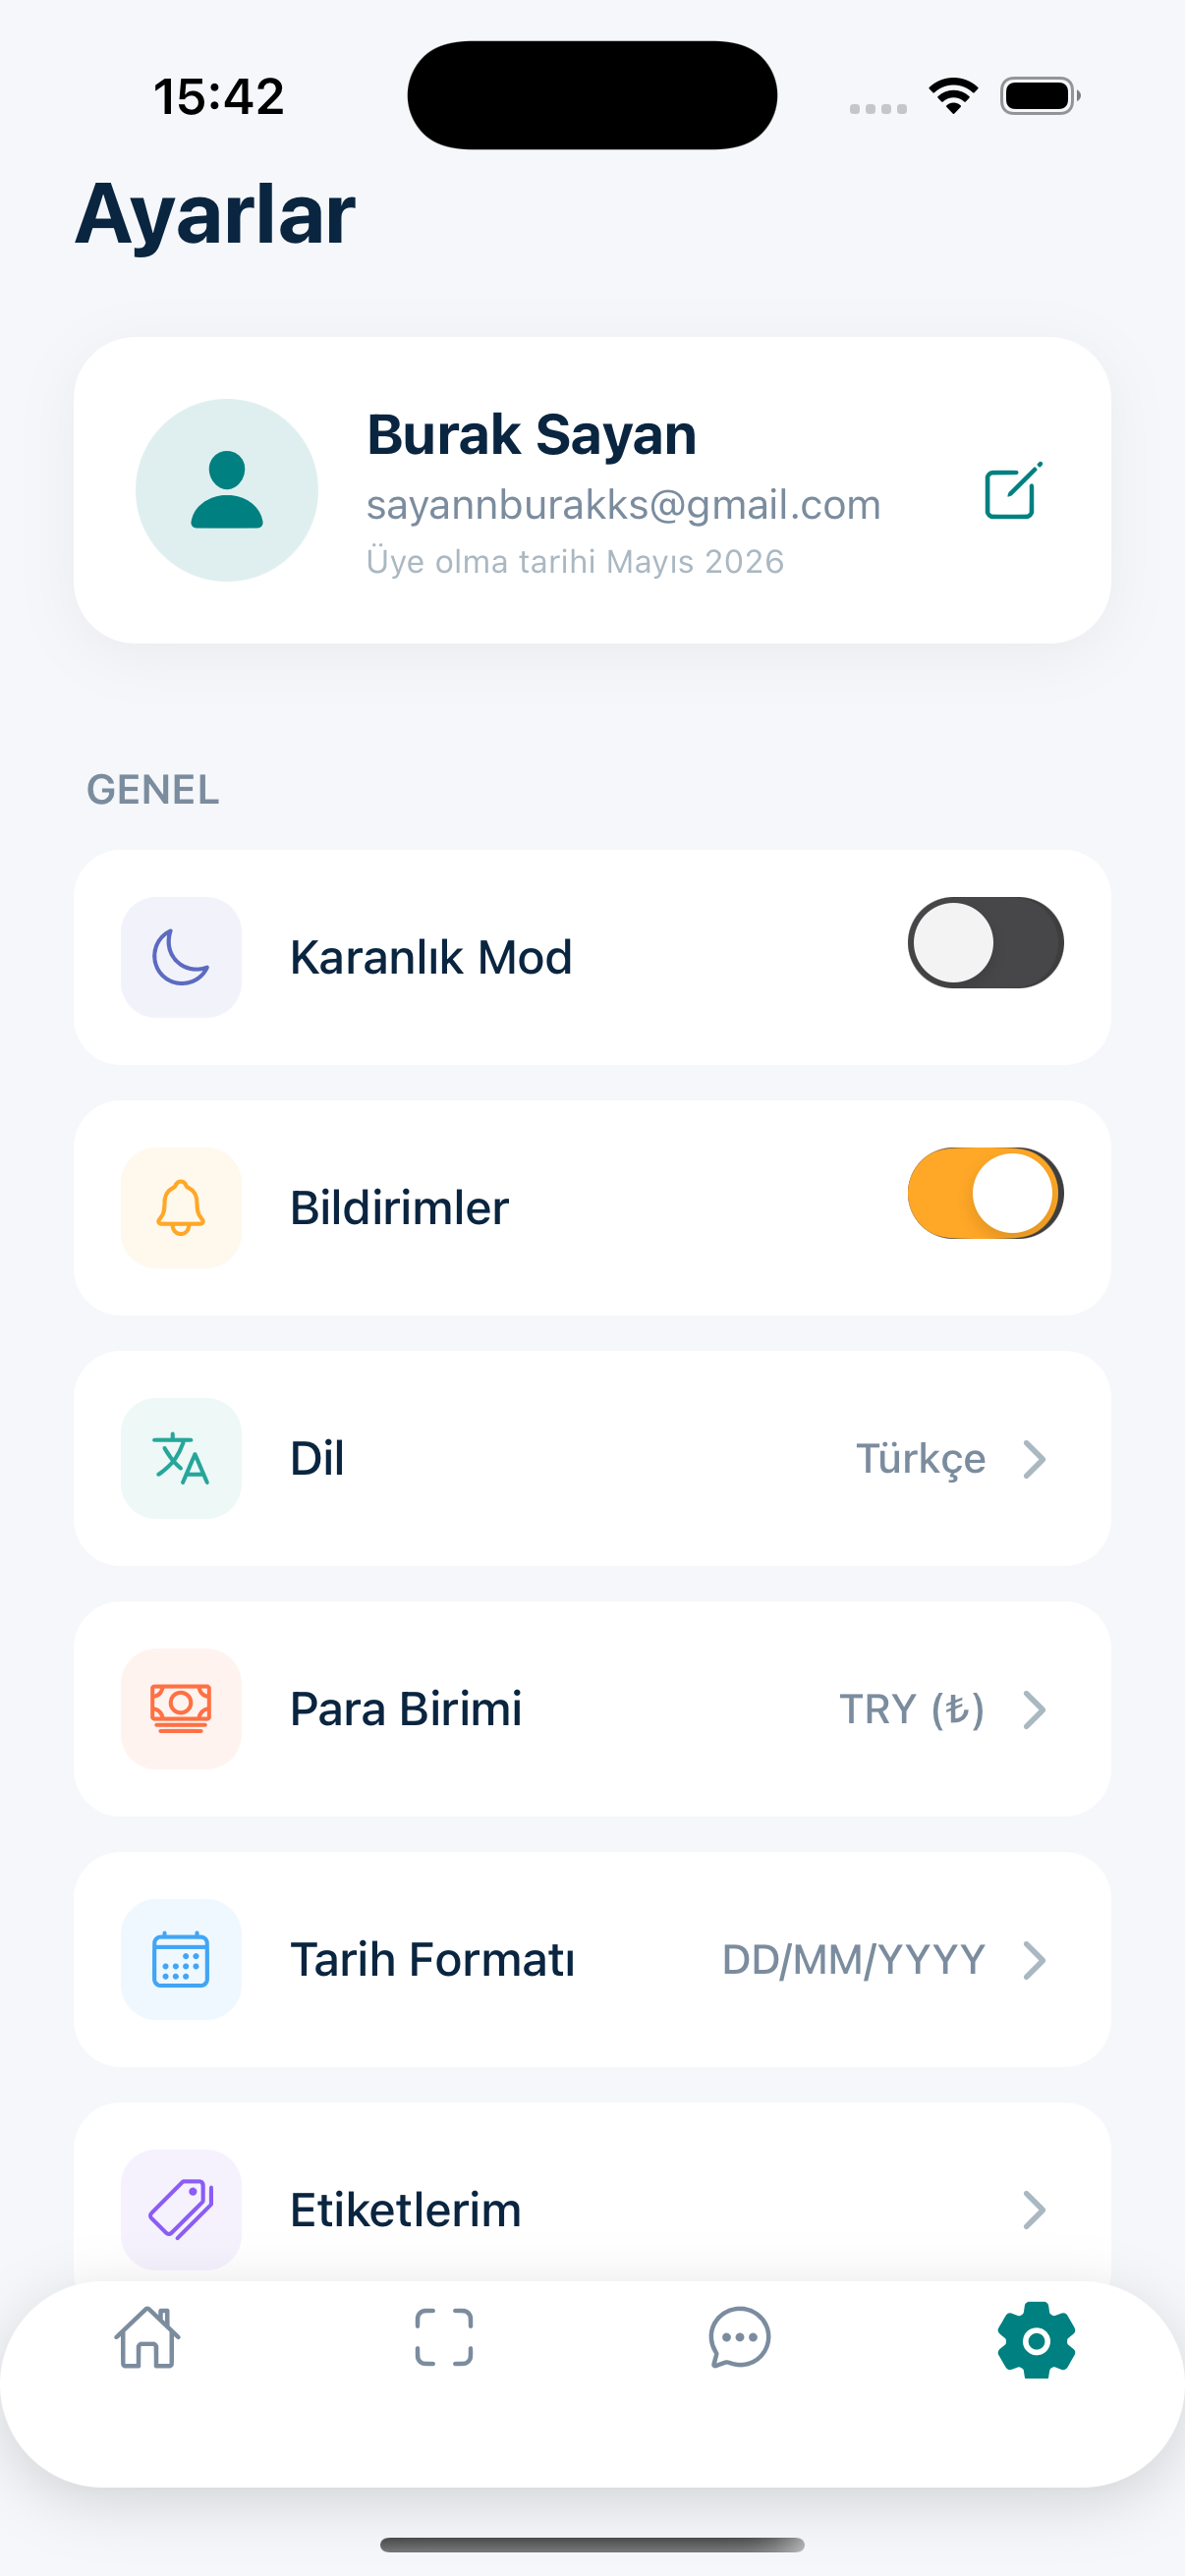 15:42
Ayarlar
Burak Sayan
sayannburakks@gmail.com
Üye olma tarihi Mayıs 2026
GENEL
Karanlık Mod
Bildirimler
Dil
Türkçe
Para Birimi
TRY (₺)
Tarih Formatı
DD/MM/YYYY
Etiketlerim